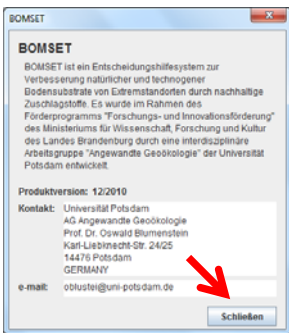 BOMSET
BOMSET
BOMSET ist ein Entscheidungshilfesystem zur
Verbesserung natürlicher und technogener
Bodensubstrate von Extremstandorten durch nachhaltige
Zuschlagstoffe. Es wurde im Rahmen des
Förderprogramms "Forschungs- und Innovationsförderung"
des Ministeriums für Wissenschaft, Forschung und Kultur
des Landes Brandenburg durch eine interdisziplinäre
Arbeitsgruppe "Angewandte Geoökologie" der Universität
Potsdam entwickelt.
Produktversion: 12/2010
Kontakt: Universität Potsdam
AG Angewandte Geoökologie
Prof. Dr. Oswald Blumenstein
Karl-Liebknecht-Str. 24/25
14476 Potsdam
GERMANY
e-mail: oblustei@uni-potsdam.de
Schließen